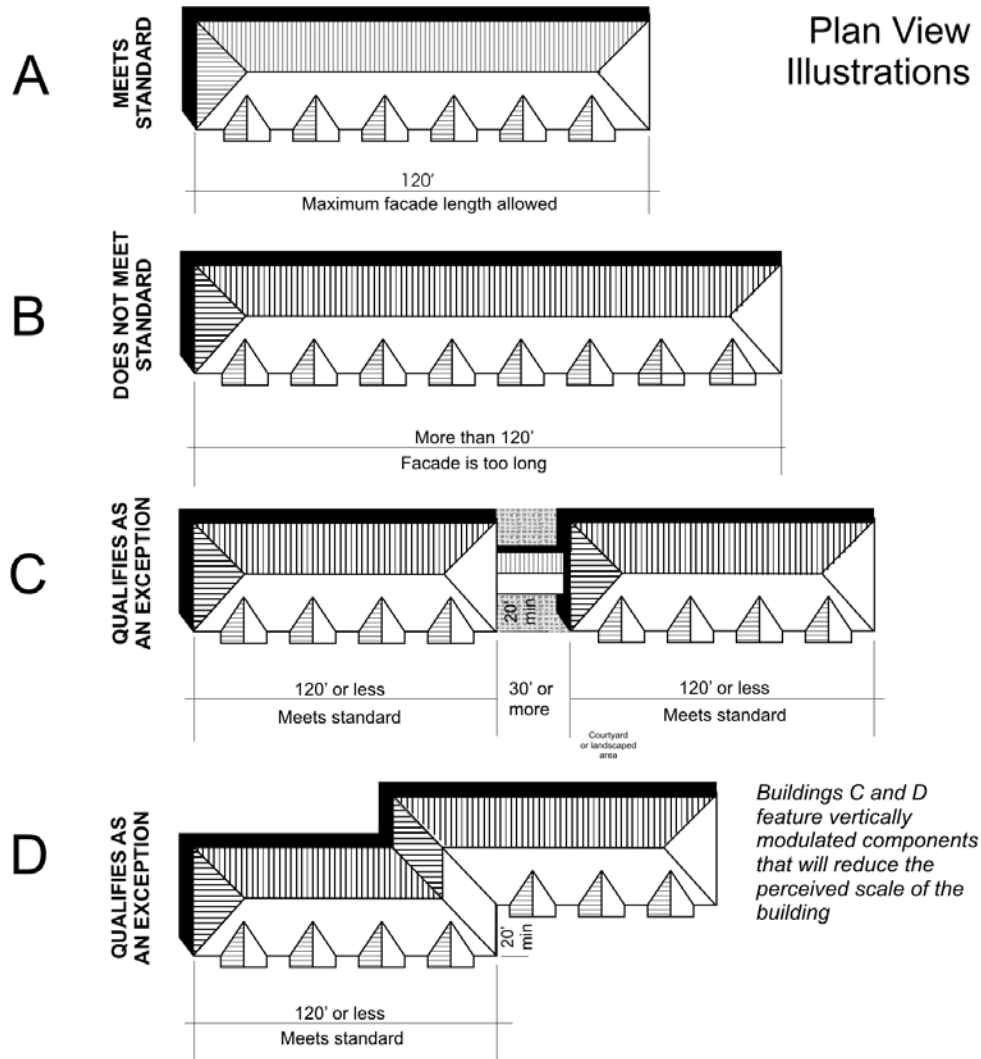 Plan View
Illustrations
A
MEETS
STANDARD
120'
Maximum facade length allowed
B
DOES NOT MEET
STANDARD
More than 120'
Facade is too long
C
QUALIFIES AS
AN EXCEPTION
20'
min
120' or less
Meets standard
30' or
more
120' or less
Meets standard
Courtyard
or landscaped
area
D
QUALIFIES AS
AN EXCEPTION
Buildings C and D
feature vertically
modulated components
that will reduce the
perceived scale of the
building
20'
min
120' or less
Meets standard